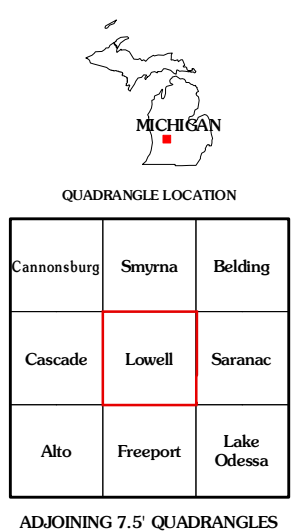 MICHIGAN
QUADRANGLE LOCATION
Cannonsburg Smyrna Belding
Cascade Lowell Saranac
Alto Freeport Lake Odessa
ADJOINING 7.5' QUADRANGLES